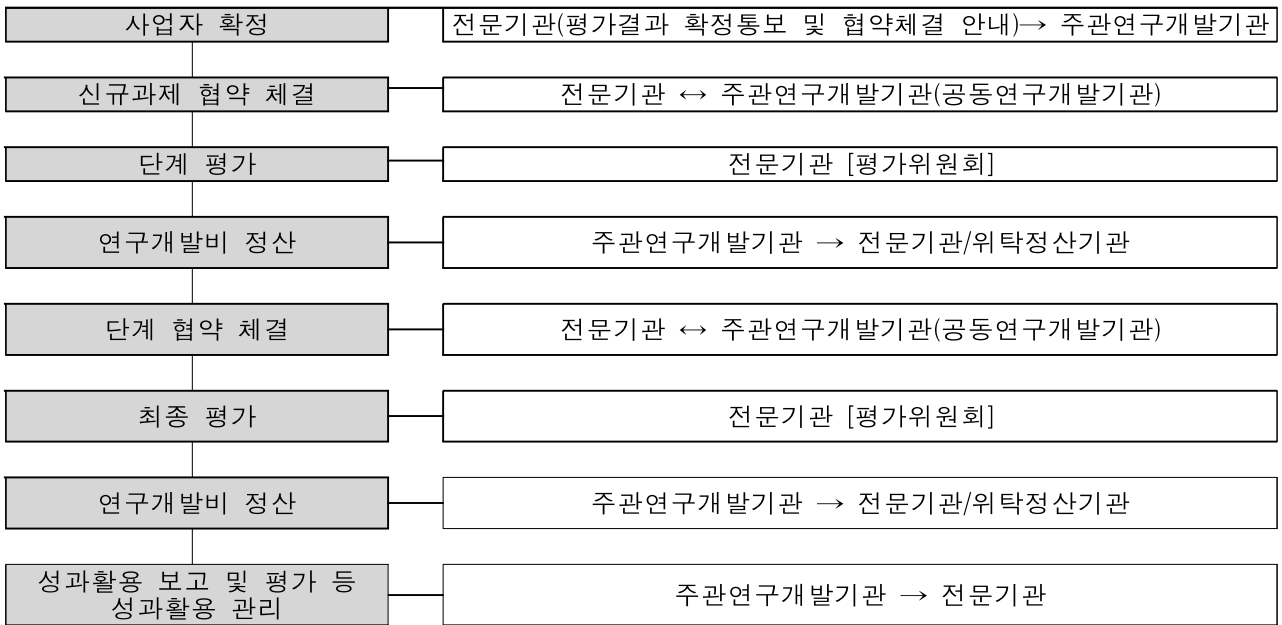 사업자 확정
전문기관(평가결과 확정통보 및 협약체결 안내)→ 주관연구개발기관
신규과제 협약 체결
전문기관 ↔ 주관연구개발기관(공동연구개발기관)
단계 평가
전문기관 [평가위원회]
연구개발비 정산
주관연구개발기관 → 전문기관/위탁정산기관
단계 협약 체결
전문기관 ↔ 주관연구개발기관(공동연구개발기관)
최종 평가
전문기관 [평가위원회]
연구개발비 정산
주관연구개발기관 → 전문기관/위탁정산기관
성과활용 보고 및 평가 등
성과활용 관리
주관연구개발기관 → 전문기관